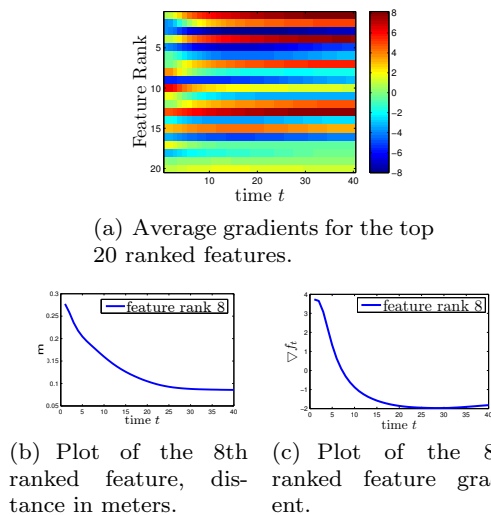 8
6
4
2
0
−2
−4
−6
−8
Feature Rank
5
10
15
20
10 20 30 40
time t
(a) Average gradients for the top
20 ranked features.
feature rank 8
0.3
0.25
0.2
0.15
0.1
0.05
m
0 5 10 15 20 25 30 35 40
time t
(b) Plot of the 8th
ranked feature, dis-
tance in meters.
feature rank 8
4
3
2
1
0
−1
−2
▽f_t
0 5 10 15 20 25 30 35 40
time t
(c) Plot of the 8
ranked feature gra
ent.